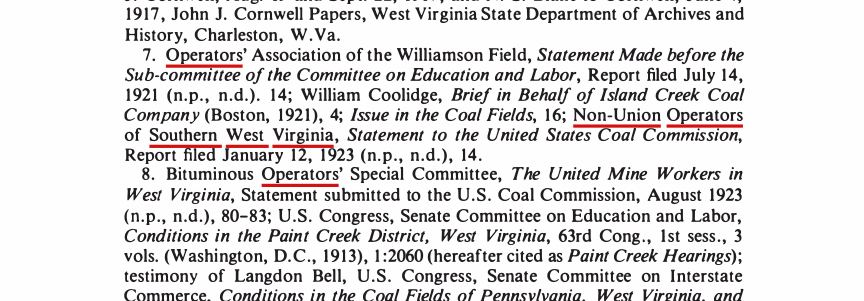 1917, John J. Cornwell Papers, West Virginia State Department of Archives and
History, Charleston, W.Va.
7. Operators' Association of the Williamson Field, Statement Made before the
Sub-committee of the Committee on Education and Labor, Report filed July 14,
1921 (n.p., n.d.). 14; William Coolidge, Brief in Behalf of Island Creek Coal
Company (Boston, 1921), 4; Issue in the Coal Fields, 16; Non-Union Operators
of Southern West Virginia, Statement to the United States Coal Commission,
Report filed January 12, 1923 (n.p., n.d.), 14.
8. Bituminous Operators' Special Committee, The United Mine Workers in
West Virginia, Statement submitted to the U.S. Coal Commission, August 1923
(n.p., n.d.), 80–83; U.S. Congress, Senate Committee on Education and Labor,
Conditions in the Paint Creek District, West Virginia, 63rd Cong., 1st sess., 3
vols. (Washington, D.C., 1913), 1:2060 (hereafter cited as Paint Creek Hearings);
testimony of Langdon Bell, U.S. Congress, Senate Committee on Interstate
Commerce, Conditions in the Coal Fields of Pennsylvania, West Virginia, and